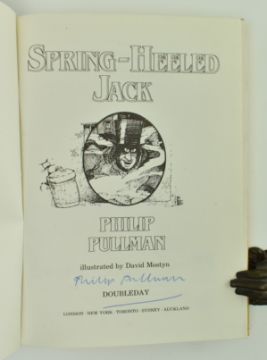 SPRING-HEELED
JACK
PHILIP
PULLMAN
illustrated by David Mostyn
Philip Pullman
DOUBLEDAY
LONDON · NEW YORK · TORONTO · SYDNEY · AUCKLAND